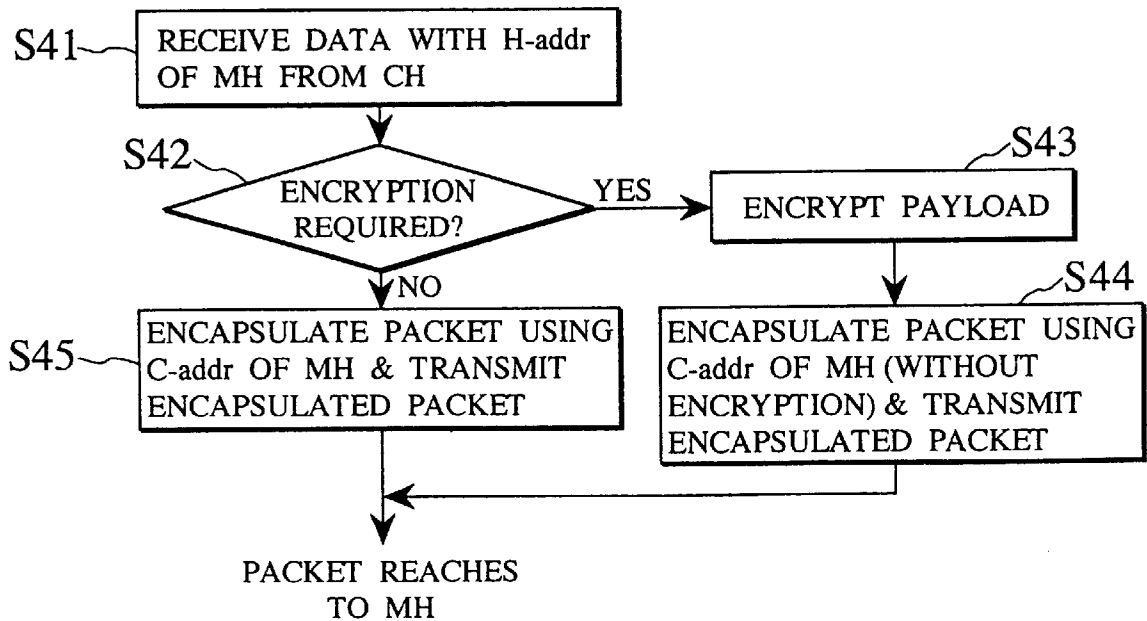 S41
RECEIVE DATA WITH H-addr
OF MH FROM CH
S42
ENCRYPTION
REQUIRED?
YES
S43
ENCRYPT PAYLOAD
NO
S45
ENCAPSULATE PACKET USING
C-addr OF MH & TRANSMIT
ENCAPSULATED PACKET
S44
ENCAPSULATE PACKET USING
C-addr OF MH (WITHOUT
ENCRYPTION) & TRANSMIT
ENCAPSULATED PACKET
PACKET REACHES
TO MH